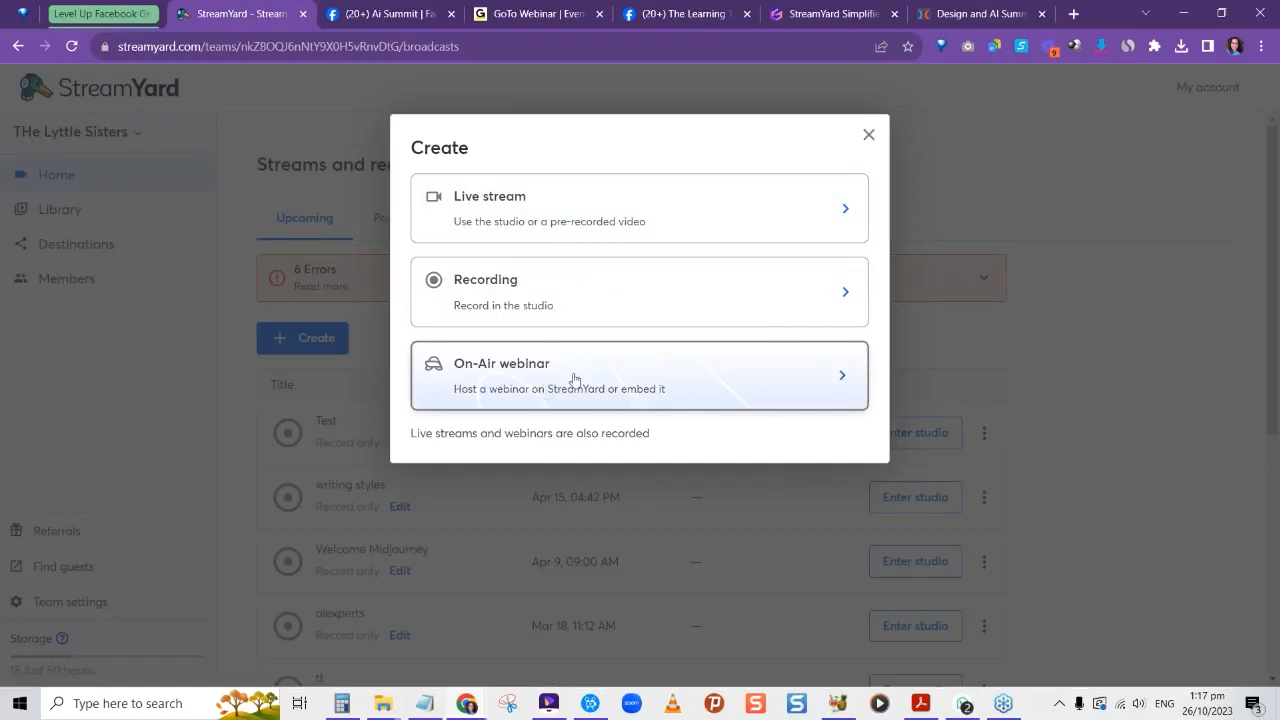 Level Up Facebook Gr
StreamYard - Stream
(20+) Ai Summit | Fac
GoTo Webinar | Even
(20+) The Learning T
StreamYard Simplifie
Design and AI Summ
streamyard.com/teams/nkZ8OQJ6nNtY9X0H5vRnvDtG/broadcasts
9
StreamYard
My account
THe Lyttle Sisters
Home
Library
Destinations
Members
Referrals
Find guests
Team settings
Storage
Streams and re
Upcoming
6 Errors
Read more
Create
Title
Test
Record only
Enter studio
writing styles
Record only Edit
Apr 15, 04:42 PM
—
Enter studio
Welcome Midjourney
Record only Edit
Apr 9, 09:00 AM
—
Enter studio
alexperts
Record only Edit
Mar 18, 11:12 AM
—
Enter studio
tt
Create
Live stream
Use the studio or a pre-recorded video
Recording
Record in the studio
On-Air webinar
Host a webinar on StreamYard or embed it
Live streams and webinars are also recorded
Type here to search
zoom
2
ENG
1:17 pm
26/10/2023
3